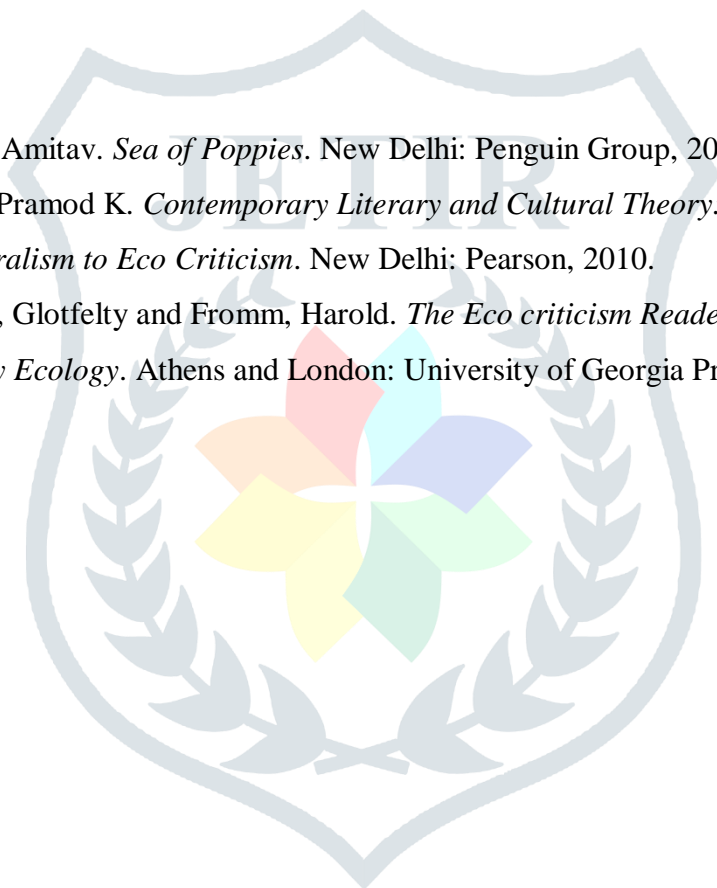 JETIR
Amitav. Sea of Poppies. New Delhi: Penguin Group, 20
Pramod K. Contemporary Literary and Cultural Theory.
ralism to Eco Criticism. New Delhi: Pearson, 2010.
, Glotfelty and Fromm, Harold. The Eco criticism Reade
y Ecology. Athens and London: University of Georgia Pr